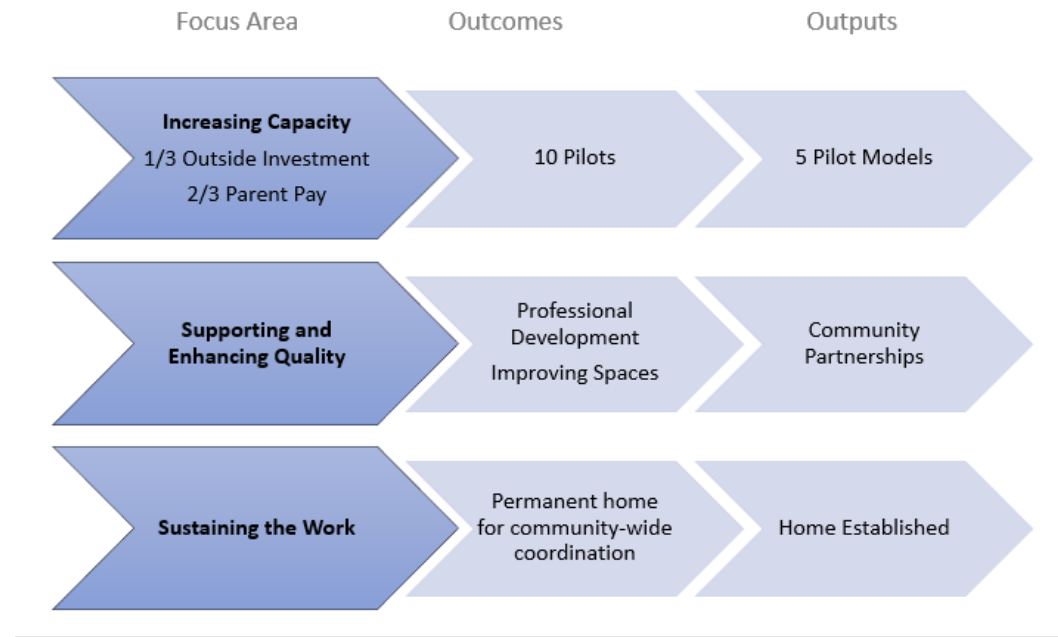 Focus Area
Outcomes
Outputs
Increasing Capacity
1/3 Outside Investment
2/3 Parent Pay
10 Pilots
5 Pilot Models
Supporting and
Enhancing Quality
Professional
Development
Improving Spaces
Community
Partnerships
Sustaining the Work
Permanent home
for community-wide
coordination
Home Established